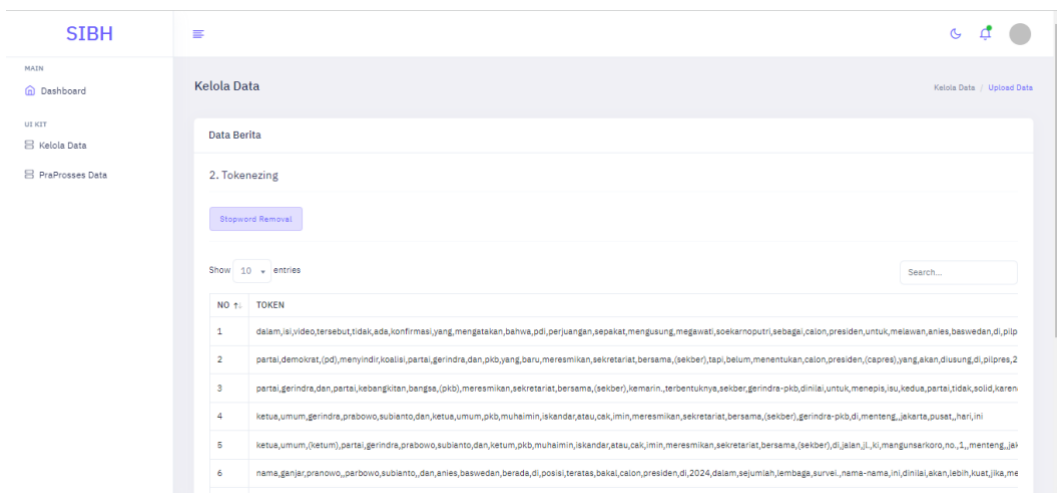 SIBH
MAIN
Dashboard
UI KIT
Kelola Data
PraProsses Data
Kelola Data
Kelola Data / Upload Data
Data Berita
2. Tokenezing
Stopword Removal
Show 10 entries
Search...
NO TOKEN
1 dalam,isi,video,tersebut,tidak,ada,konfirmasi,yang,mengatakan,bahwa,pdi,perjuangan,sepakat,mengusung,megawati,soekarnoputri,sebagai,calon,presiden,untuk,melawan,anies,baswedan,di,pilp
2 partai,demokrat,(pd),menyindir,koalisi,partai,gerindra,dan,pkb,yang,baru,meresmikan,sekretariat,bersama,(sekber),tapi,belum,menentukan,calon,presiden,(capres),yang,akan,diusung,di,pilpres,2
3 partai,gerindra,dan,partai,kebangkitan,bangsa,(pkb),meresmikan,sekretariat,bersama,(sekber),kemarin.,terbentuknya,sekber,gerindra-pkb,dinilai,untuk,menepis,isu,kedua,partai,tidak,solid,karen
4 ketua,umum,gerindra,prabowo,subianto,dan,ketua,umum,pkb,muhaimin,iskandar,atau,cak,imin,meresmikan,sekretariat,bersama,(sekber),gerindra-pkb,di,menteng,,jakarta,pusat,,hari,ini
5 ketua,umum,(ketum),partai,gerindra,prabowo,subianto,dan,ketum,pkb,muhaimin,iskandar,atau,cak,imin,meresmikan,sekretariat,bersama,(sekber),di,jalan,jl.,ki,mangunsarkoro,no.,1,,menteng,,jak
6 nama,ganjar,pranowo,,parbowo,subianto,,dan,anies,baswedan,berada,di,posisi,teratas,bakal,calon,presiden,di,2024,dalam,sejumlah,lembaga,survei.,nama-nama,ini,dinilai,akan,lebih,kuat,jika,me